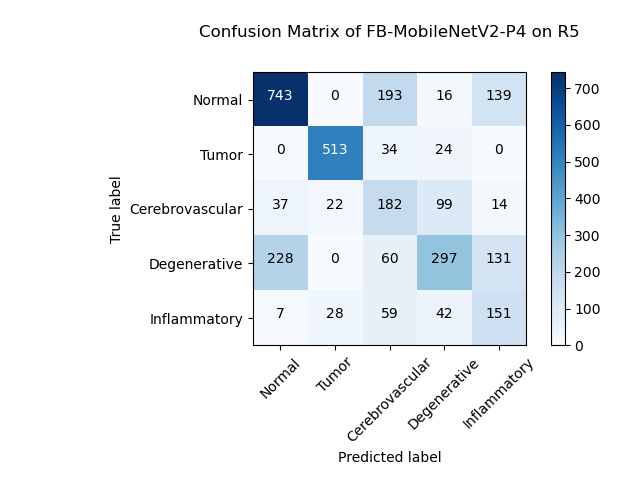 Confusion Matrix of FB-MobileNetV2-P4 on R5
Normal 743 0 193 16 139
Tumor 0 513 34 24 0
Cerebrovascular 37 22 182 99 14
Degenerative 228 0 60 297 131
Inflammatory 7 28 59 42 151
True label
Normal Tumor Cerebrovascular Degenerative Inflammatory
Predicted label
700
600
500
400
300
200
100
0